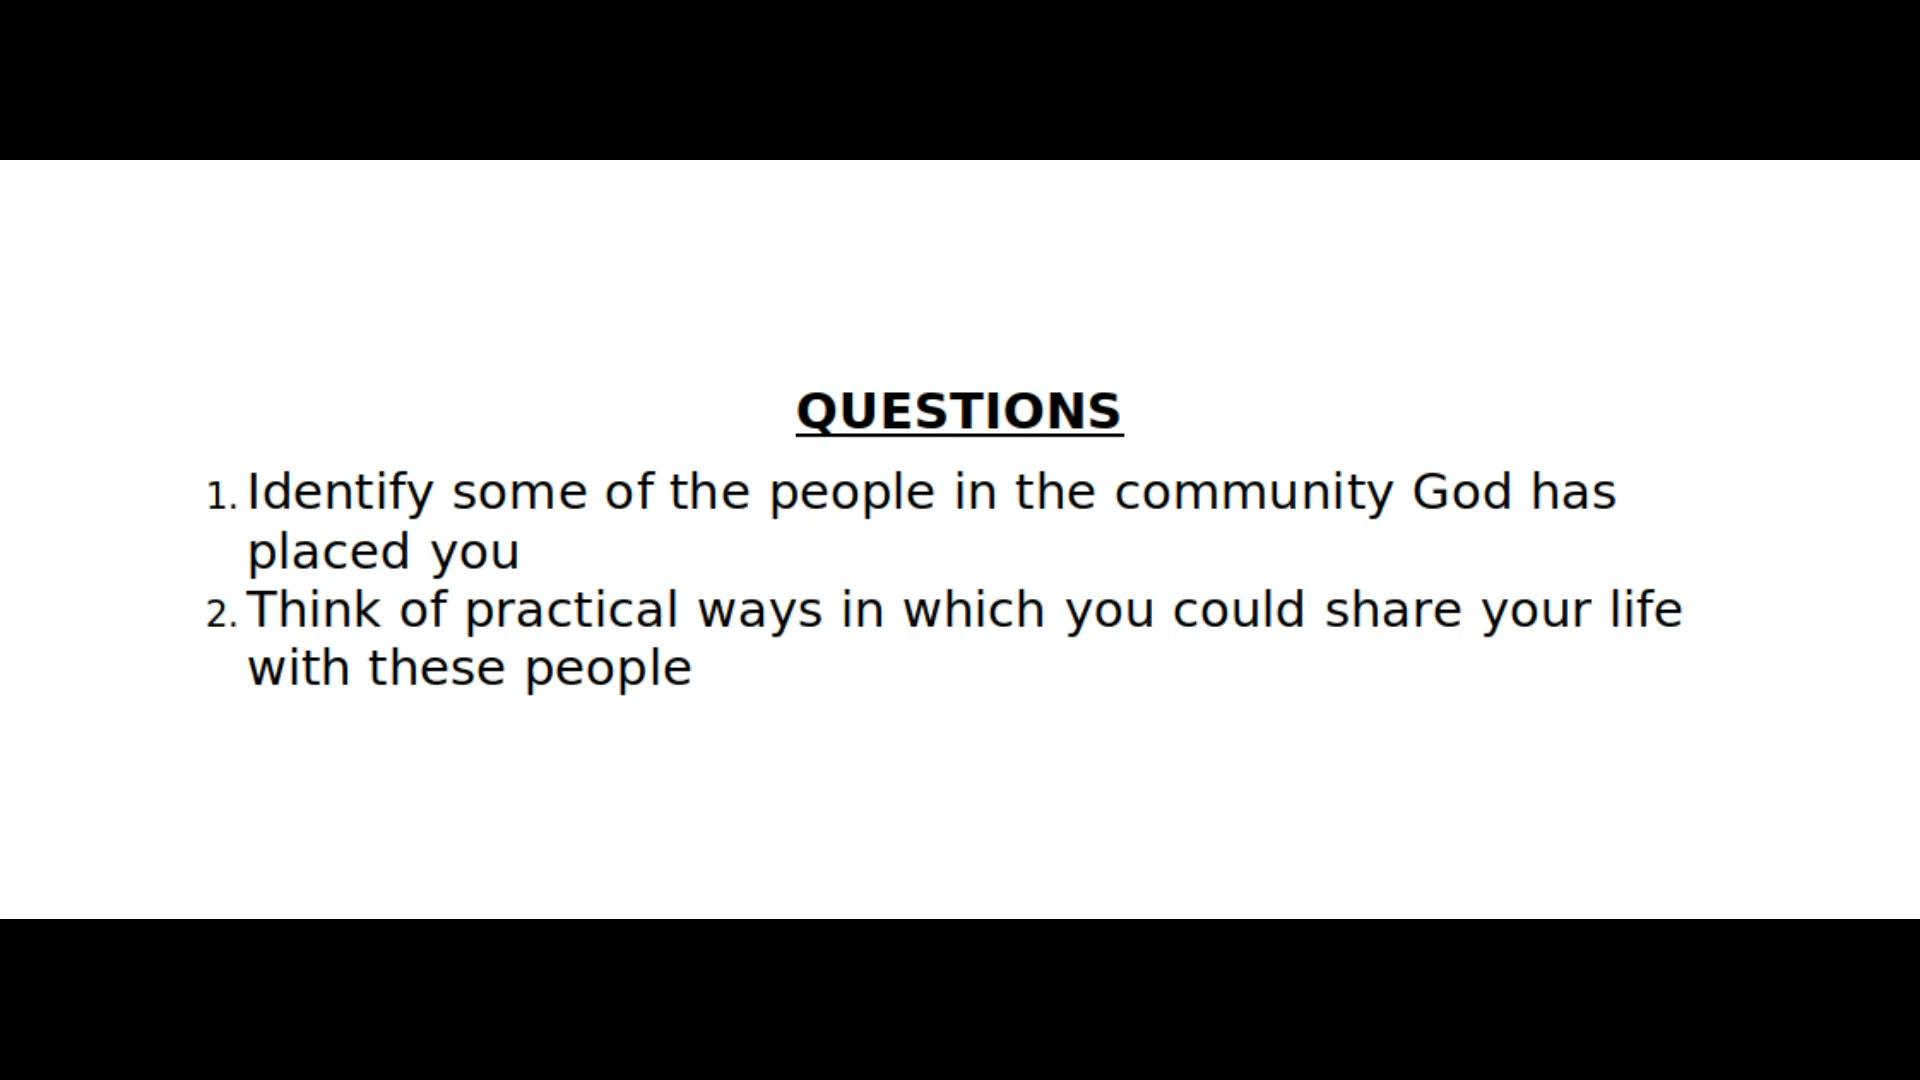 QUESTIONS
1. Identify some of the people in the community God has
placed you
2. Think of practical ways in which you could share your life
with these people